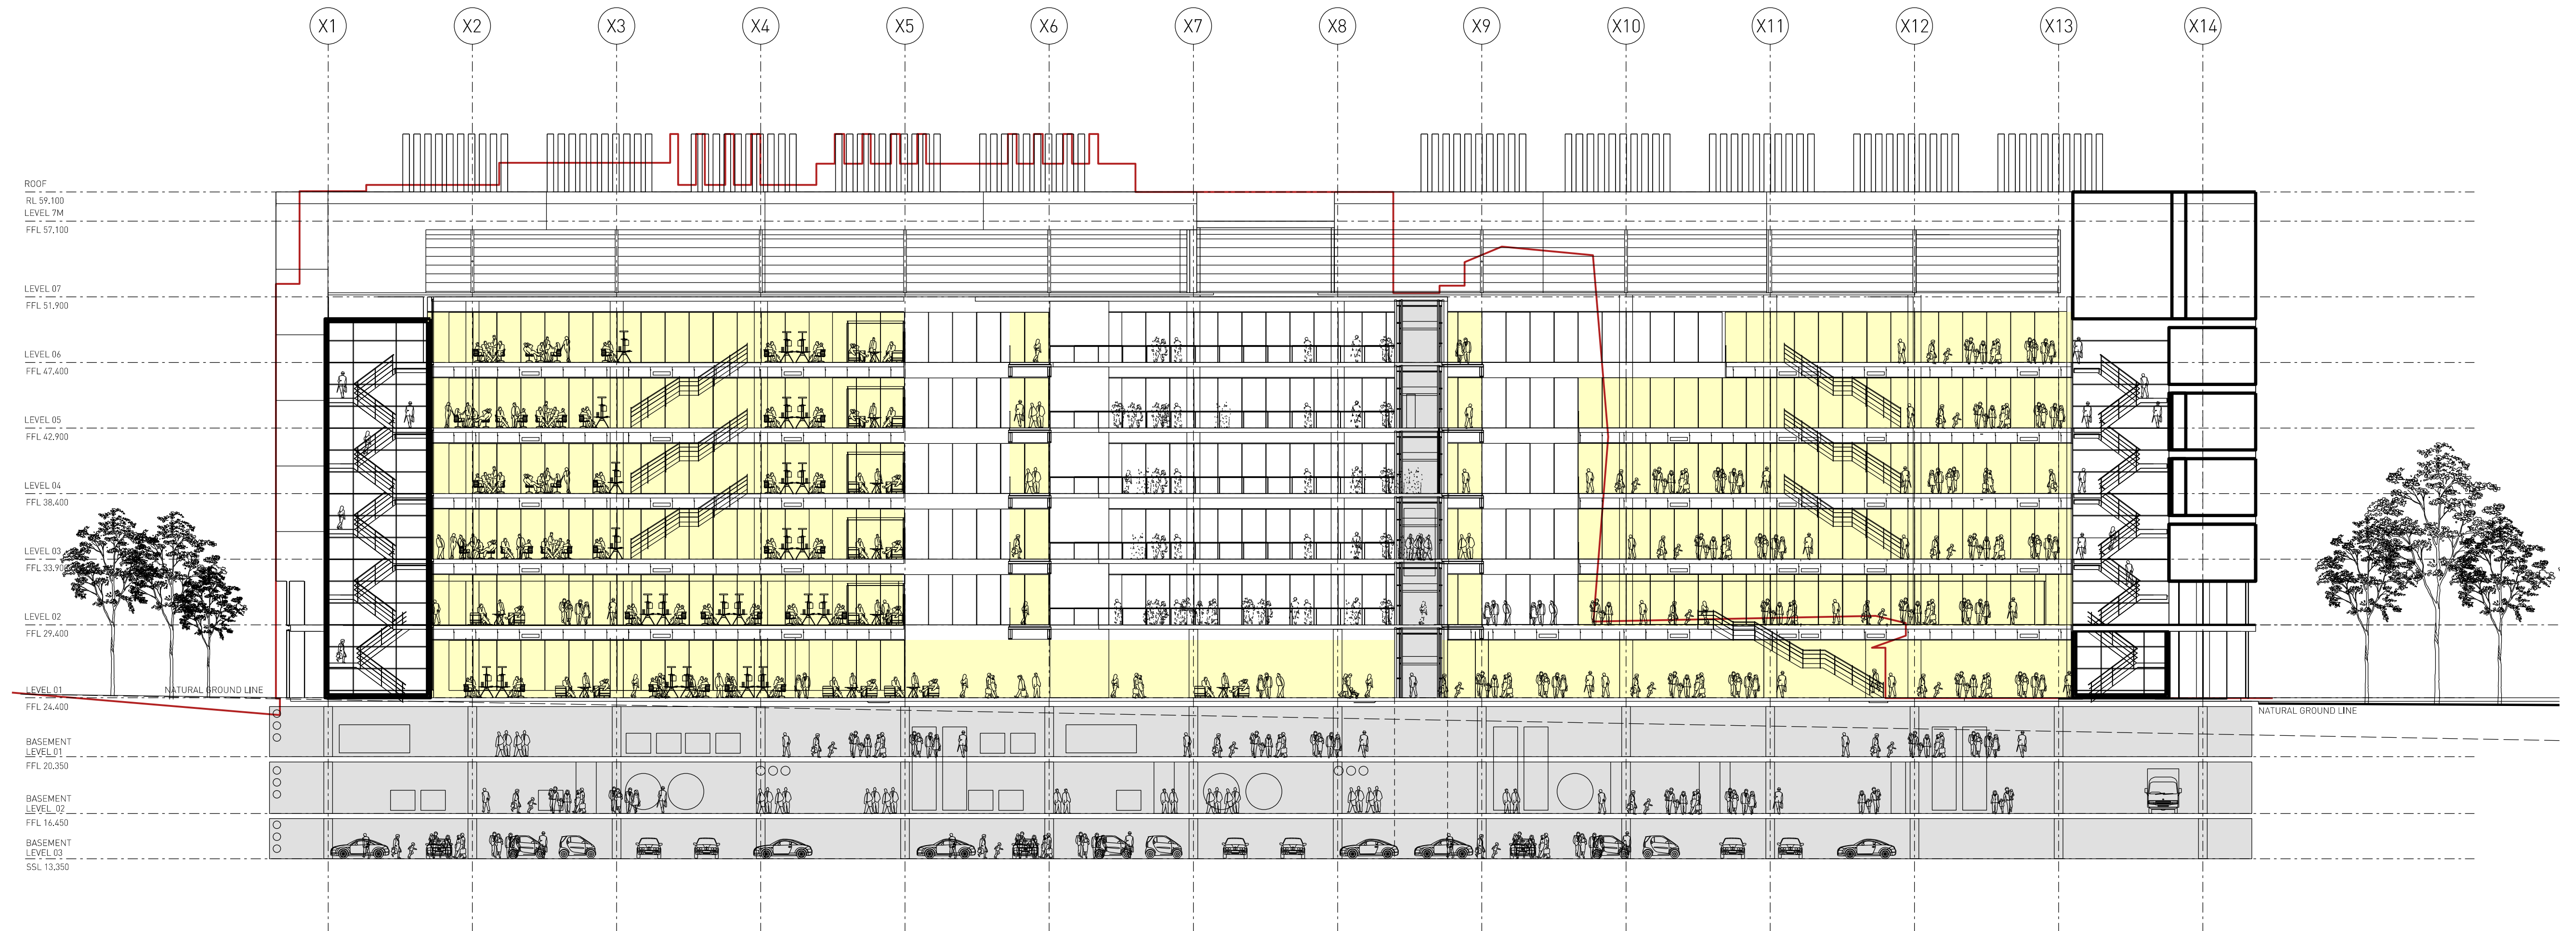 X1 X2 X3 X4 X5 X6 X7 X8 X9 X10 X11 X12 X13 X14
ROOF
RL 59.100
LEVEL 7M
FFL 57.100
LEVEL 07
FFL 51.900
LEVEL 06
FFL 47.400
LEVEL 05
FFL 42.900
LEVEL 04
FFL 38.400
LEVEL 03
FFL 33.900
LEVEL 02
FFL 29.400
LEVEL 01 NATURAL GROUND LINE
FFL 24.400 NATURAL GROUND LINE
BASEMENT
LEVEL 01
FFL 20.350
BASEMENT
LEVEL 02
FFL 16.450
BASEMENT
LEVEL 03
SSL 13.350